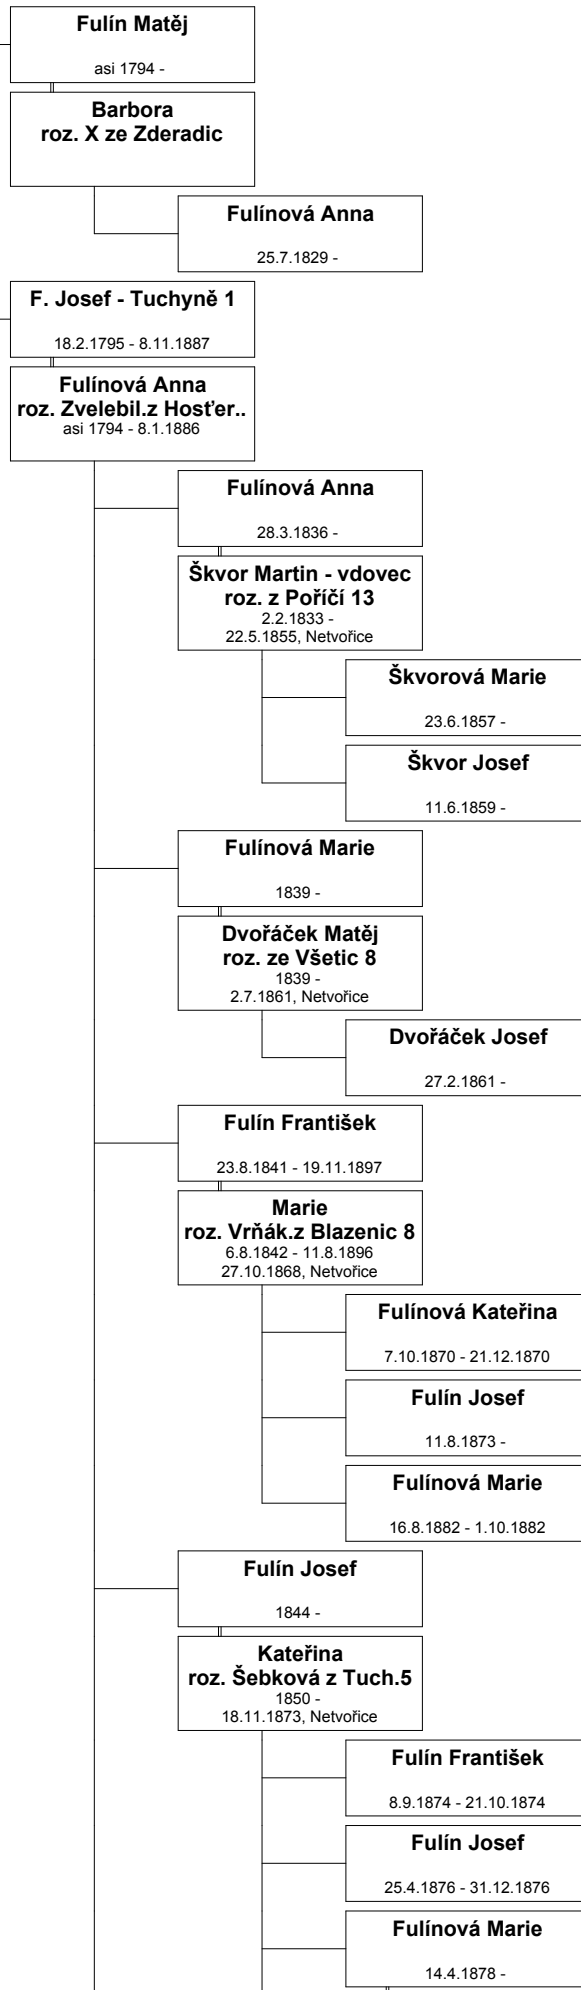 Fulín Matěj
asi 1794 -
Barbora
roz. X ze Zderadic
Fulínová Anna
25.7.1829 -
F. Josef - Tuchyně 1
18.2.1795 - 8.11.1887
Fulínová Anna
roz. Zvelebil.z Hosťer..
asi 1794 - 8.1.1886
Fulínová Anna
28.3.1836 -
Škvor Martin - vdovec
roz. z Poříčí 13
2.2.1833 -
22.5.1855, Netvořice
Škvorová Marie
23.6.1857 -
Škvor Josef
11.6.1859 -
Fulínová Marie
1839 -
Dvořáček Matěj
roz. ze Všetic 8
1839 -
2.7.1861, Netvořice
Dvořáček Josef
27.2.1861 -
Fulín František
23.8.1841 - 19.11.1897
Marie
roz. Vrňák.z Blazenic 8
6.8.1842 - 11.8.1896
27.10.1868, Netvořice
Fulínová Kateřina
7.10.1870 - 21.12.1870
Fulín Josef
11.8.1873 -
Fulínová Marie
16.8.1882 - 1.10.1882
Fulín Josef
1844 -
Kateřina
roz. Šebková z Tuch.5
1850 -
18.11.1873, Netvořice
Fulín František
8.9.1874 - 21.10.1874
Fulín Josef
25.4.1876 - 31.12.1876
Fulínová Marie
14.4.1878 -